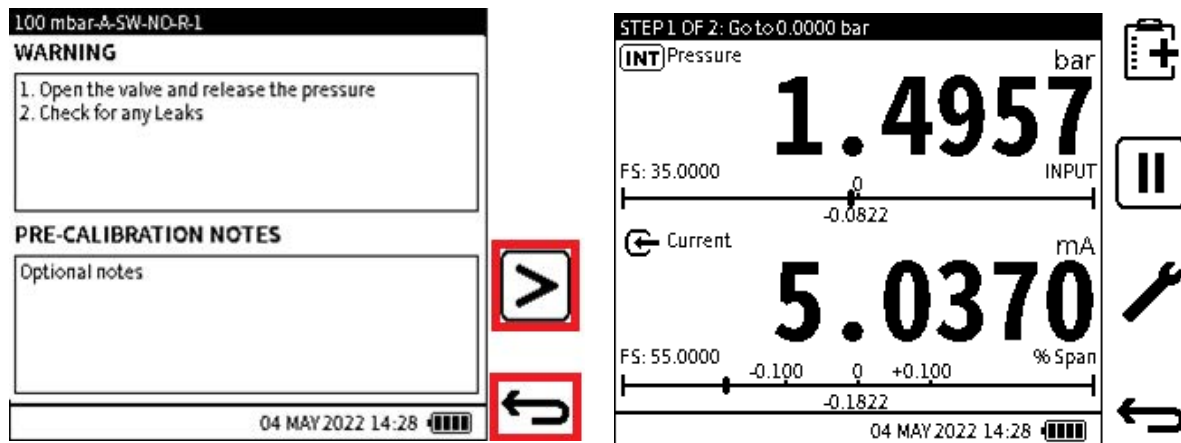 100 mbar-A-SW-NO-R-1
WARNING
1. Open the valve and release the pressure
2. Check for any Leaks
PRE-CALIBRATION NOTES
Optional notes
04 MAY 2022 14:28
STEP 1 OF 2: Go to 0.0000 bar
INT Pressure
bar
1.4957
FS: 35.0000
INPUT
0
-0.0822
Current
mA
5.0370
FS: 55.0000
% Span
-0.100 0 +0.100
-0.1822
04 MAY 2022 14:28